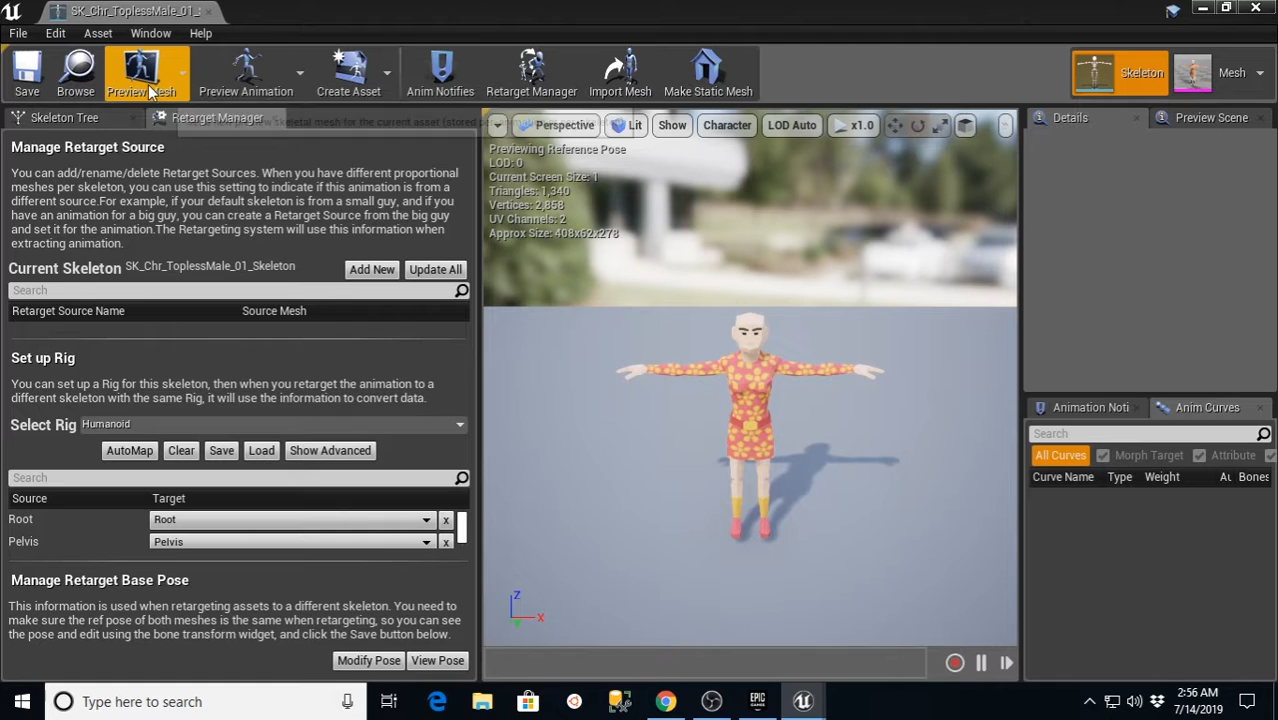 SK_Chr_ToplessMale_01_
File Edit Asset Window Help
Save Browse Preview Mesh Preview Animation Create Asset Anim Notifies Retarget Manager Import Mesh Make Static Mesh Skeleton Mesh
Skeleton Tree Retarget Manager
Perspective Lit Show Character LOD Auto x1.0
Details Preview Scene
Manage Retarget Source
You can add/rename/delete Retarget Sources. When you have different proportional
meshes per skeleton, you can use this setting to indicate if this animation is from a
different source.For example, if your default skeleton is from a small guy, and if you
have an animation for a big guy, you can create a Retarget Source from the big guy
and set it for the animation.The Retargeting system will use this information when
extracting animation.
Current Skeleton SK_Chr_ToplessMale_01_Skeleton Add New Update All
Search
Retarget Source Name Source Mesh
Set up Rig
You can set up a Rig for this skeleton, then when you retarget the animation to a
different skeleton with the same Rig, it will use the information to convert data.
Select Rig Humanoid
AutoMap Clear Save Load Show Advanced
Search
Source Target
Root Root x
Pelvis Pelvis x
Manage Retarget Base Pose
This information is used when retargeting assets to a different skeleton. You need to
make sure the ref pose of both meshes is the same when retargeting, so you can see
the pose and edit using the bone transform widget, and click the Save button below.
Modify Pose View Pose
Previewing Reference Pose
LOD: 0
Current Screen Size: 1
Triangles: 1,340
Vertices: 2,858
UV Channels: 2
Approx Size: 408x62x278
Z
X
Animation Noti Anim Curves
Search
All Curves Morph Target Attribute
Curve Name Type Weight Au Bones
Type here to search
EPIC GAMES
2:56 AM
7/14/2019